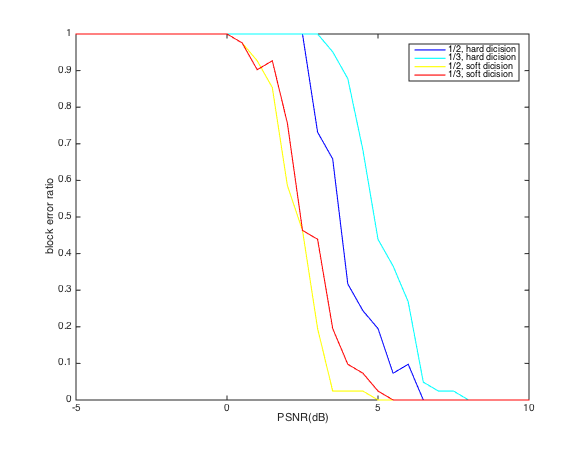 1
0.9
0.8
0.7
0.6
0.5
0.4
0.3
0.2
0.1
0
block error ratio
1/2, hard dicision
1/3, hard dicision
1/2, soft dicision
1/3, soft dicision
-5 0 5 10
PSNR(dB)